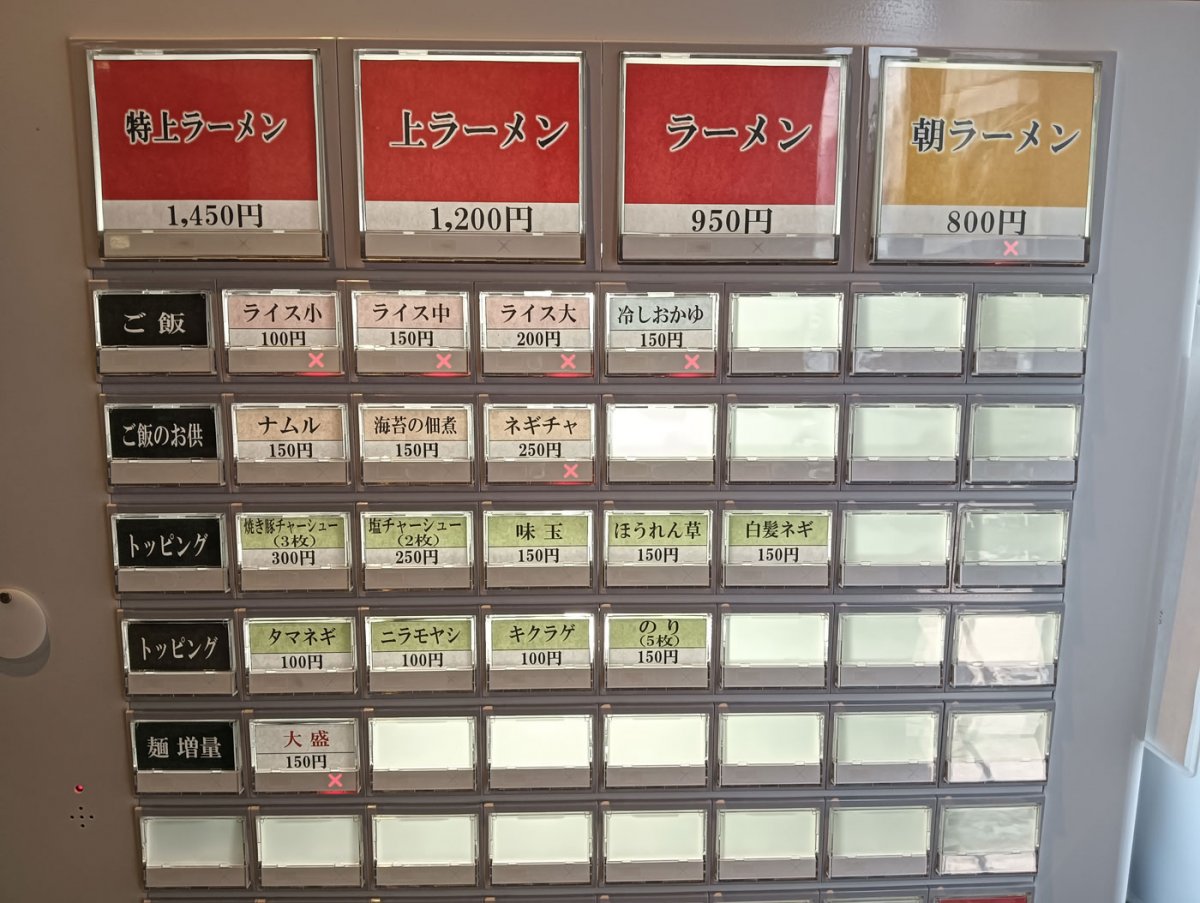 特上ラーメン
1,450円
上ラーメン
1,200円
ラーメン
950円
朝ラーメン
800円
ご飯
ライス小
100円
ライス中
150円
ライス大
200円
冷しおかゆ
150円
ご飯のお供
ナムル
150円
海苔の佃煮
150円
ネギチャ
250円
トッピング
焼き豚チャーシュー
(3枚)
300円
塩チャーシュー
(2枚)
250円
味玉
150円
ほうれん草
150円
白髪ネギ
150円
トッピング
タマネギ
100円
ニラモヤシ
100円
キクラゲ
100円
のり
(5枚)
150円
麺増量
大盛
150円